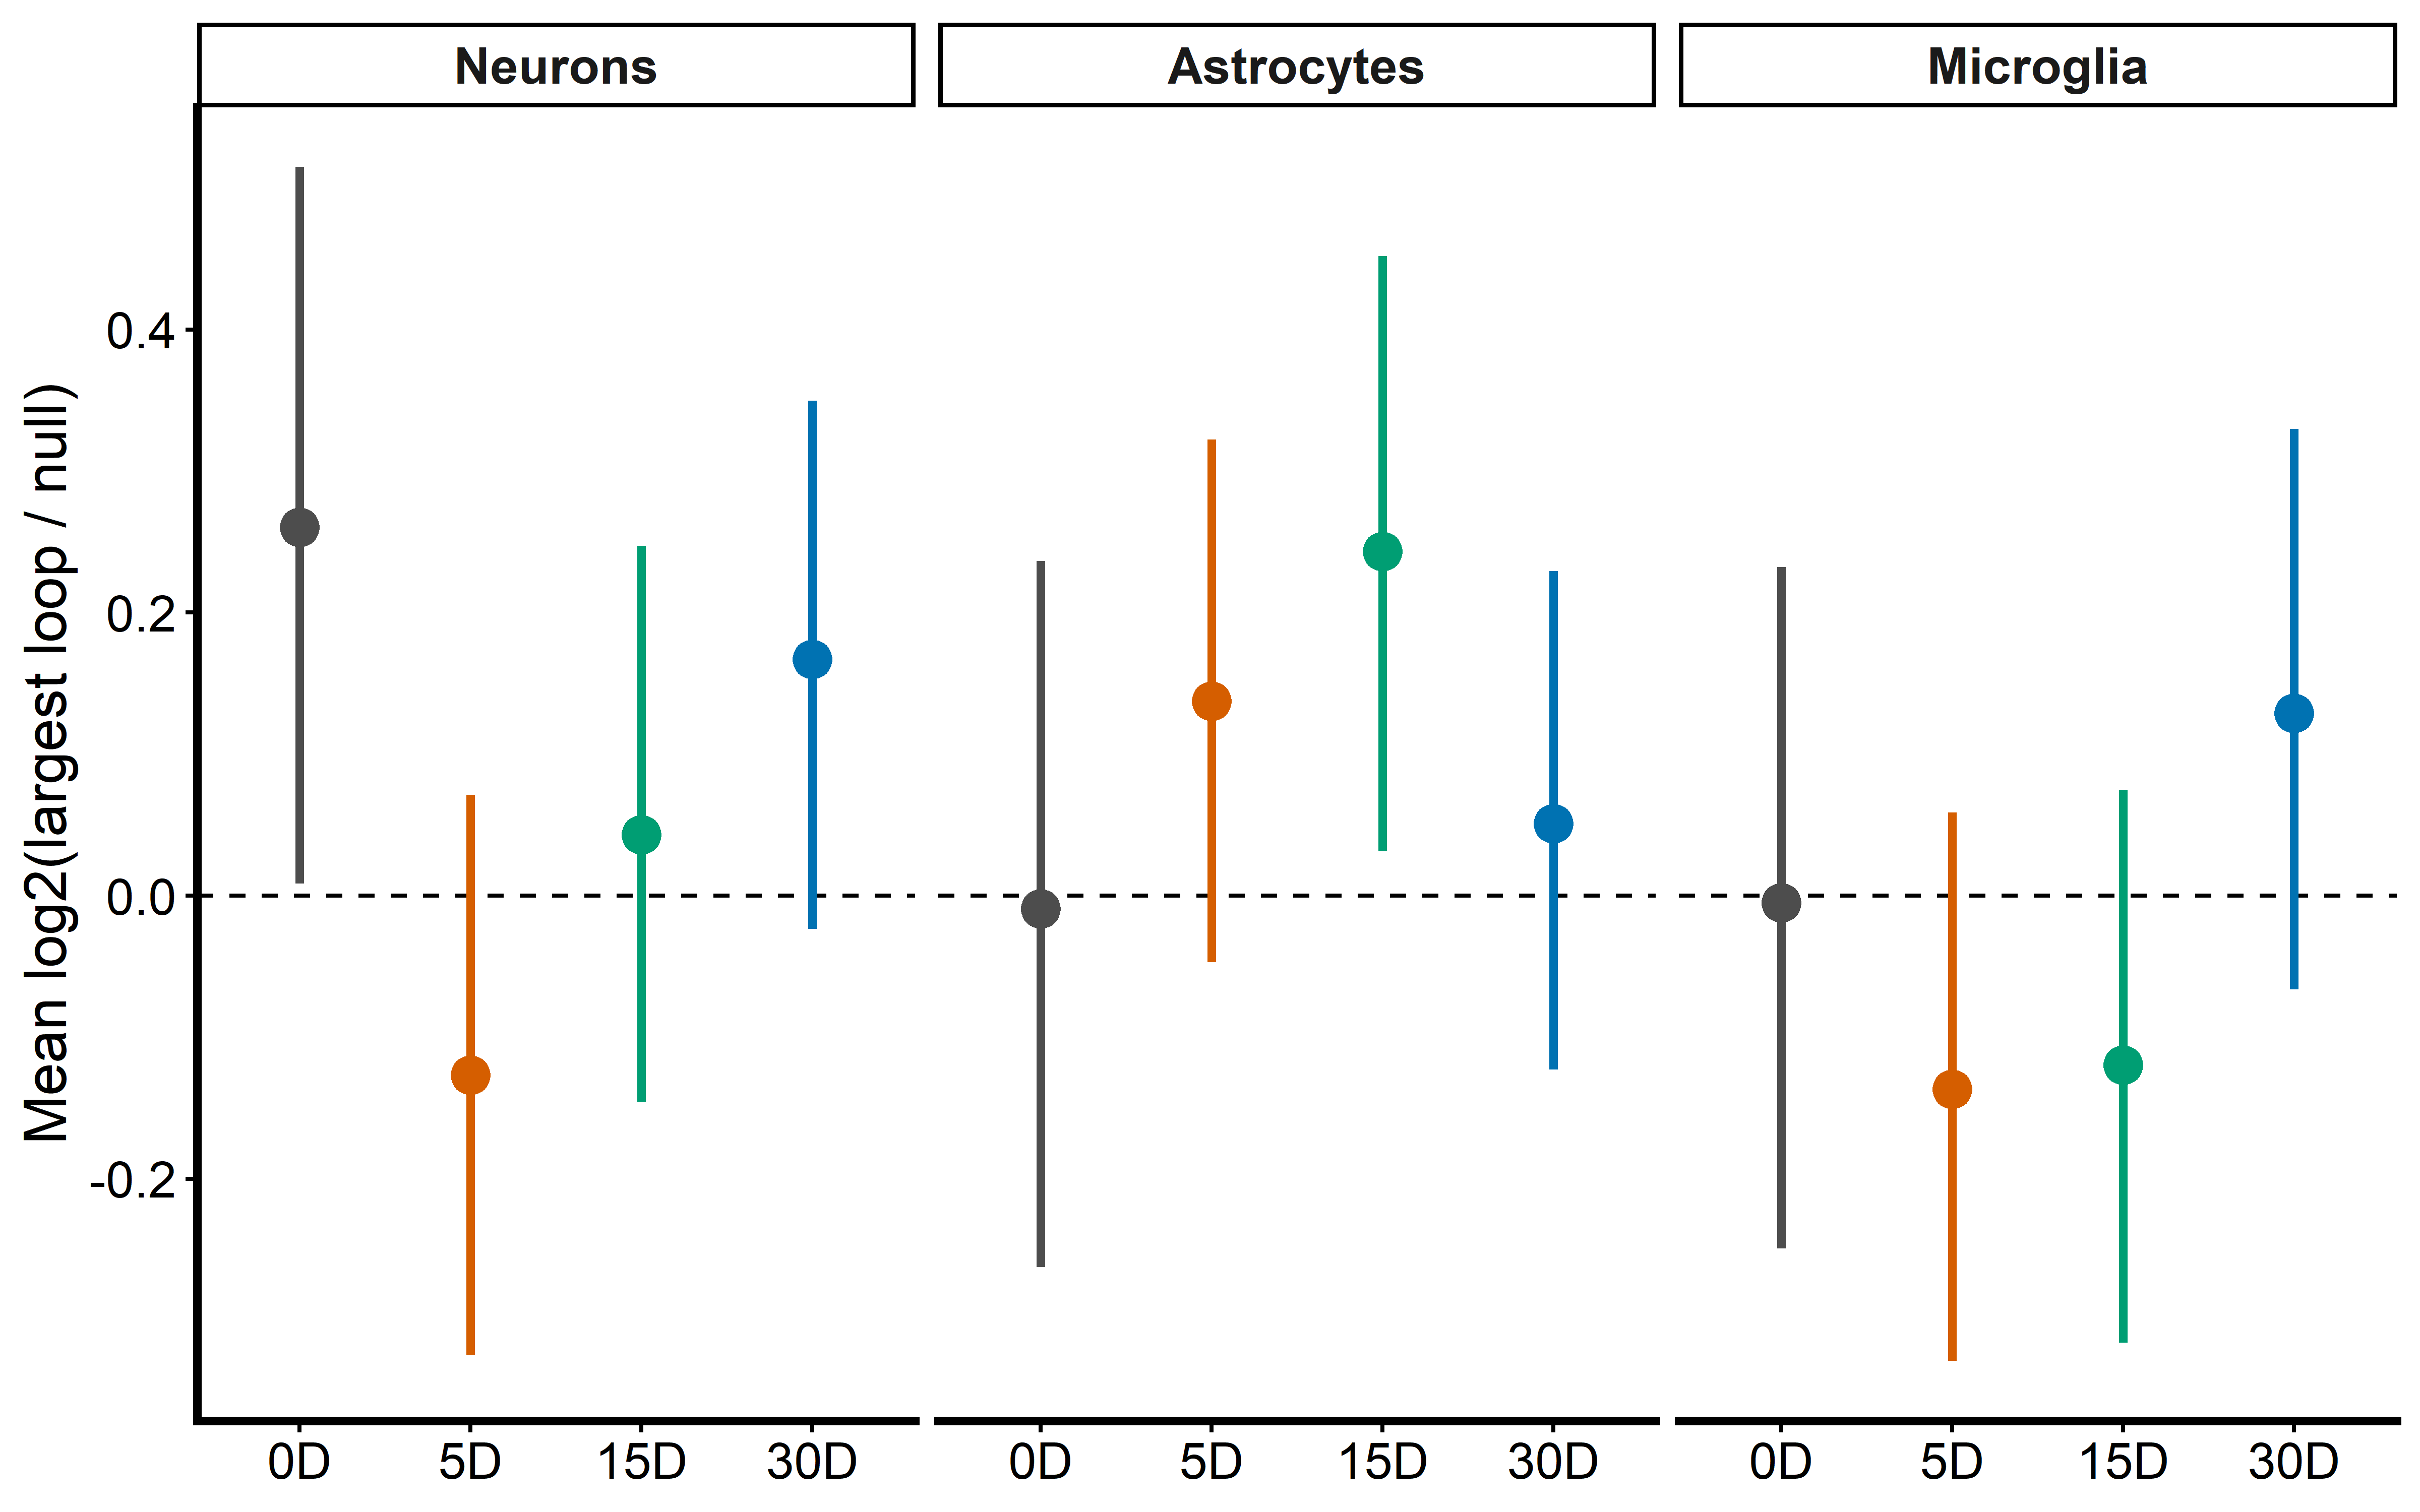 Neurons Astrocytes Microglia
Mean log2(largest loop / null)
0.4
0.2
0.0
-0.2
0D 5D 15D 30D 0D 5D 15D 30D 0D 5D 15D 30D